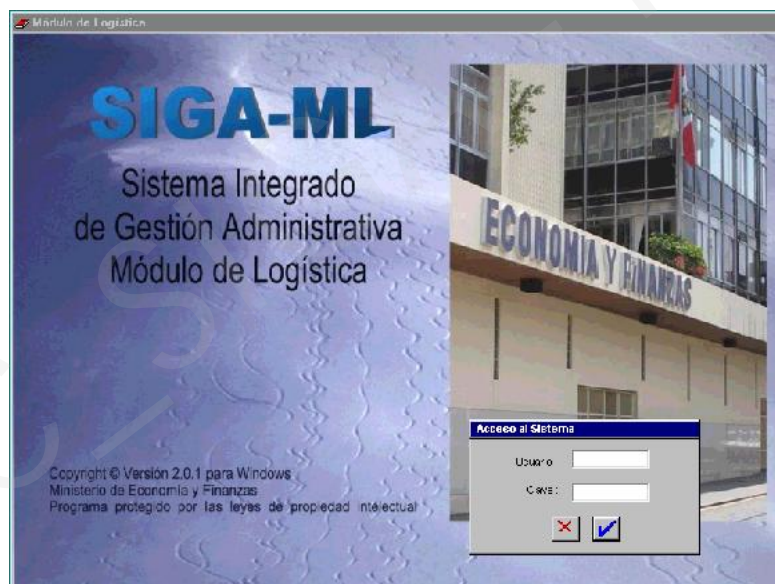 Módulo de Logística
SIGA-ML
Sistema Integrado
de Gestión Administrativa
Módulo de Logística
ECONOMÍA Y FINANZAS
Acceso al Sistema
Usuario
Clave :
Copyright © Versión 2.0.1 para Windows
Ministerio de Economía y Finanzas
Programa protegido por las leyes de propiedad intelectual